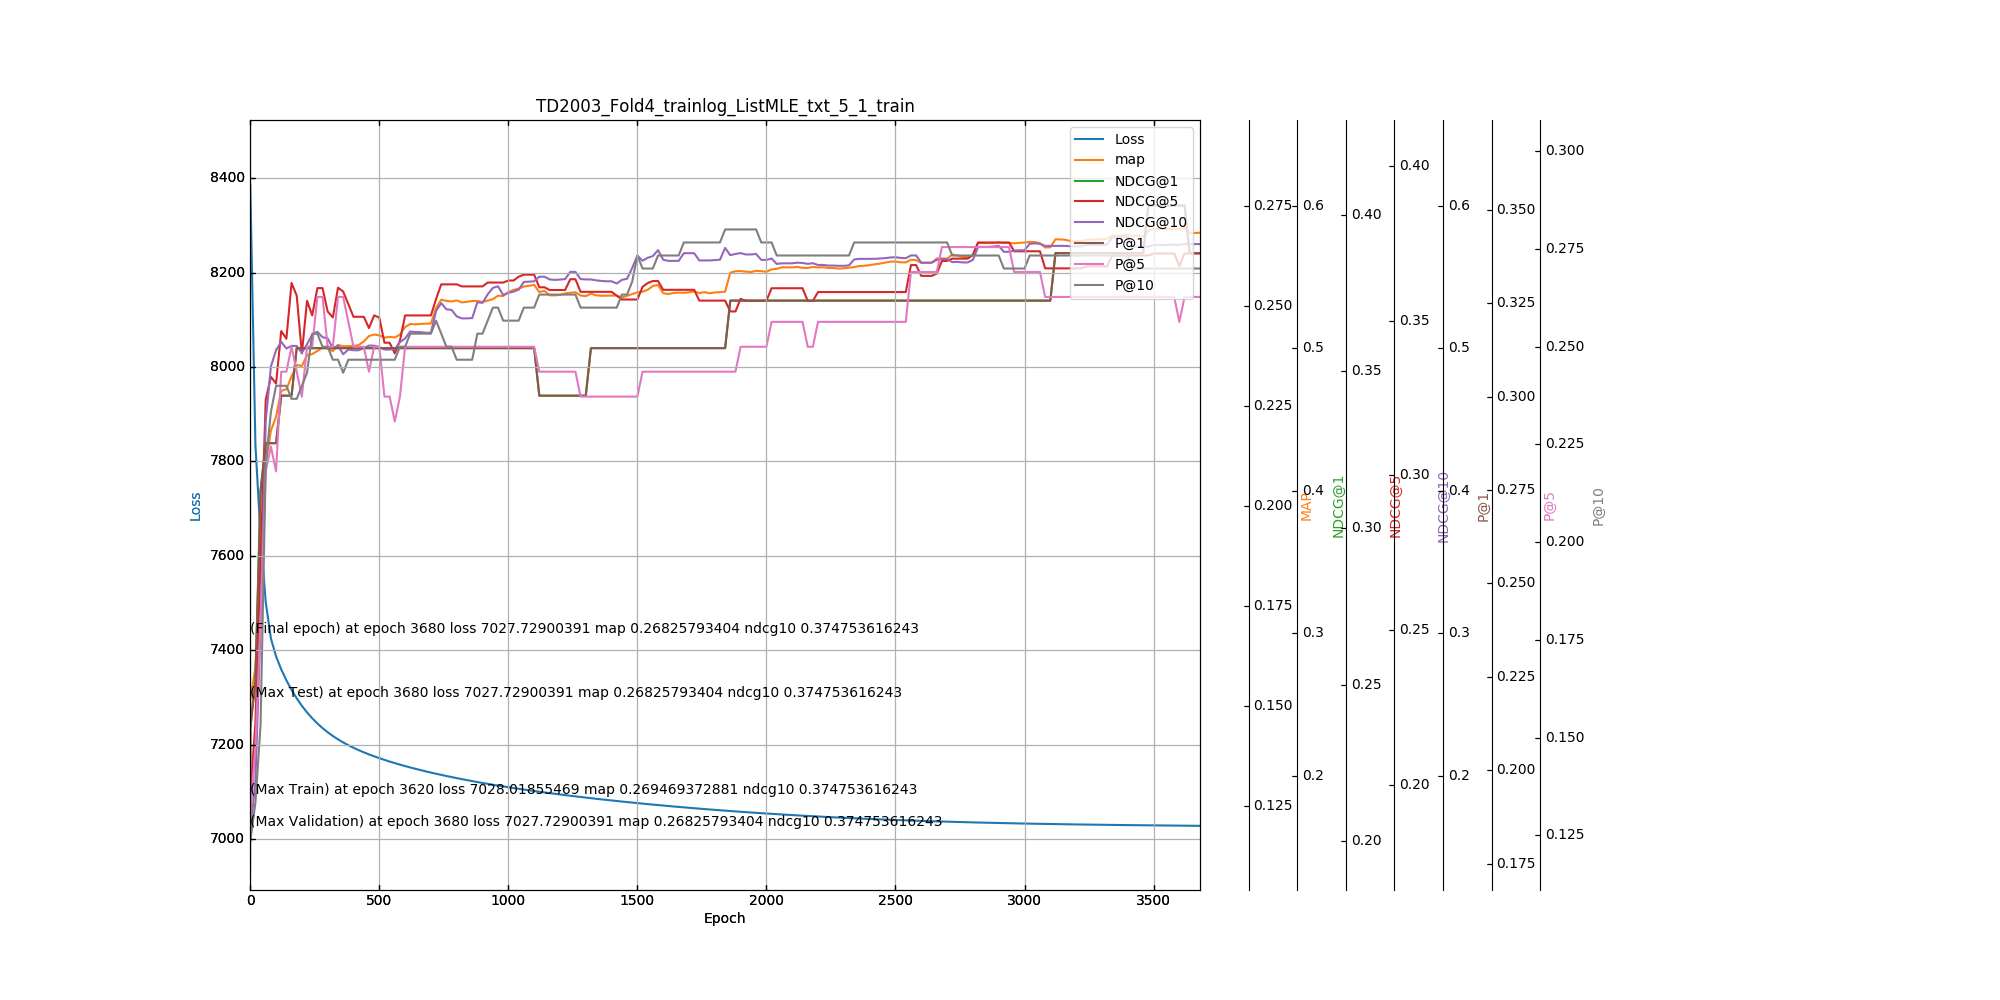 TD2003_Fold4_trainlog_ListMLE_txt_5_1_train
Loss
map
NDCG@1
NDCG@5
NDCG@10
P@1
P@5
P@10
8400
8200
8000
7800
7600
7400
7200
7000
Loss
(Final epoch) at epoch 3680 loss 7027.72900391 map 0.26825793404 ndcg10 0.374753616243
(Max Test) at epoch 3680 loss 7027.72900391 map 0.26825793404 ndcg10 0.374753616243
(Max Train) at epoch 3620 loss 7028.01855469 map 0.269469372881 ndcg10 0.374753616243
(Max Validation) at epoch 3680 loss 7027.72900391 map 0.26825793404 ndcg10 0.374753616243
0 500 1000 1500 2000 2500 3000 3500
Epoch
0.275
0.250
0.225
0.200
0.175
0.150
0.125
MAP
0.6
0.5
0.4
0.3
0.2
NDCG@1
0.40
0.35
0.30
0.25
0.20
NDCG@5
0.40
0.35
0.30
0.25
0.20
NDCG@10
0.6
0.5
0.4
0.3
0.2
P@1
0.350
0.325
0.300
0.275
0.250
0.225
0.200
0.175
P@5
0.300
0.275
0.250
0.225
0.200
0.175
0.150
0.125
P@10